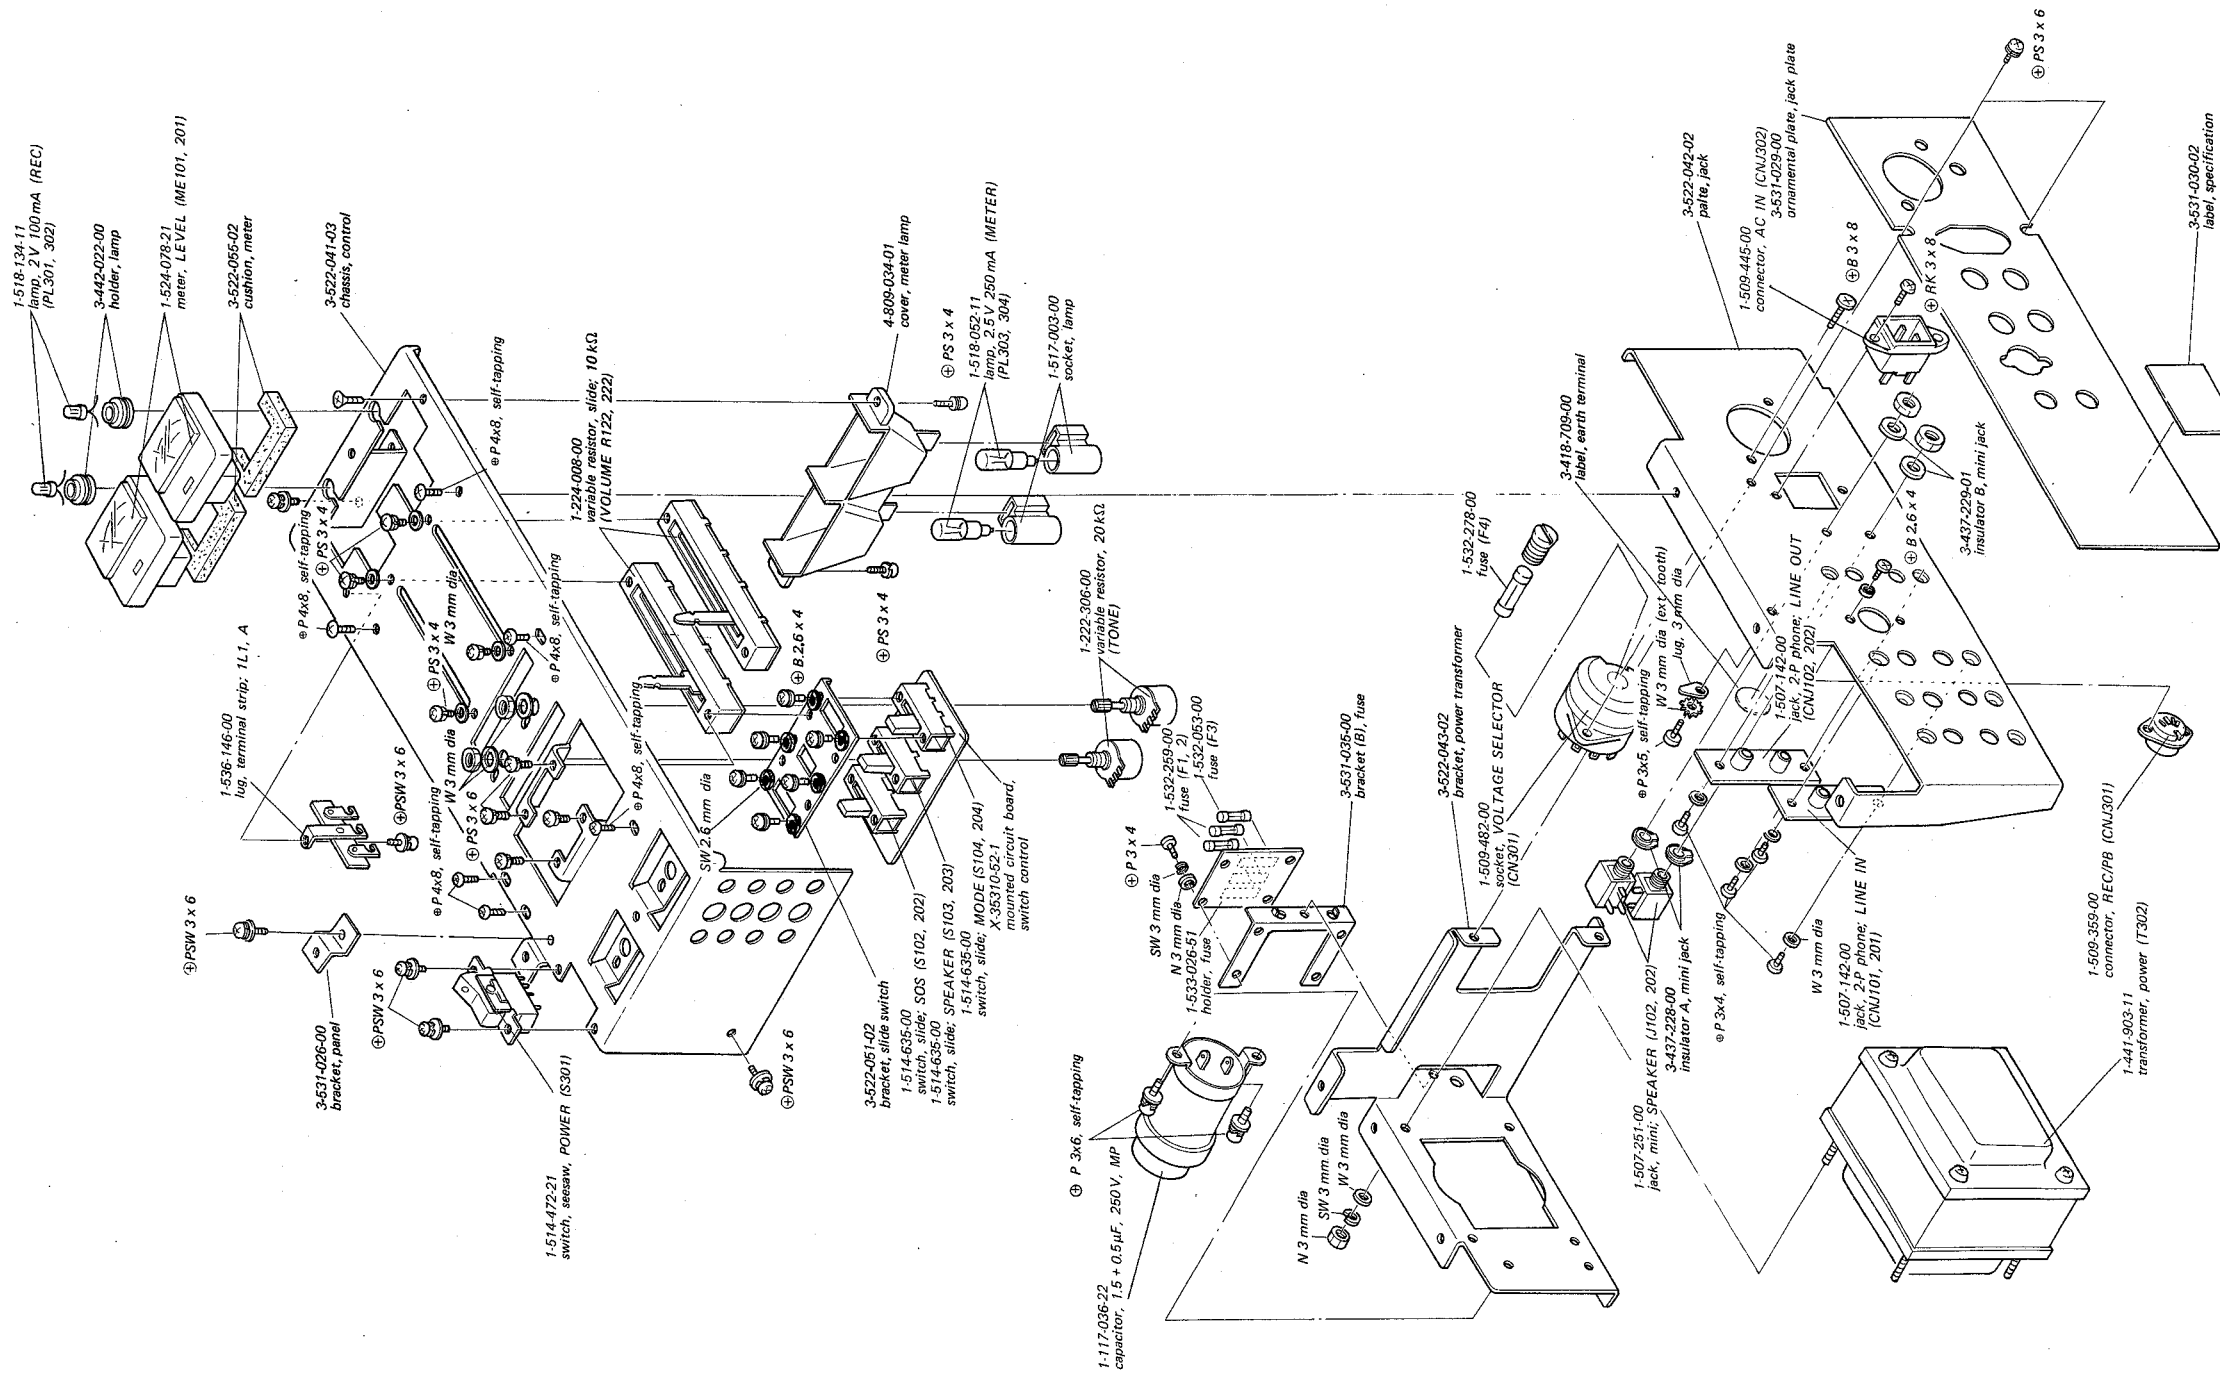 1-518-134-11
lamp, 2V 100mA (REC)
(PL301, 302)
3-442-022-00
holder, lamp
1-524-078-21
meter, LEVEL (ME101, 201)
3-522-055-02
cushion, meter
3-522-041-03
chassis, control
⊕P 4x8, self-tapping
1-224-008-00
variable resistor, slide; 10 kΩ
(VOLUME R122, 222)
4-809-034-01
cover, meter lamp
⊕ PS 3 x 4
1-518-052-11
lamp, 2.5V 250 mA (METER)
(PL303, 304)
1-517-003-00
socket, lamp
⊕P 4x8, self-tapping
⊕ PS 3 x 4
W 3 mm dia
⊕ PS 3 x 4
⊕P 4x8, self-tapping
⊕ B.2,6 x 4
⊕ PS 3 x 4
1-222-306-00
variable resistor, 20 kΩ
(TONE)
1-536-146-00
lug, terminal strip; 1L1, A
⊕PSW 3 x 6
⊕P 4x8, self-tapping
W 3 mm dia
⊕ PS 3 x 6
⊕P 4x8, self-tapping
SW 2.6 mm dia
⊕PSW 3 x 6
⊕PSW 3 x 6
3-531-026-00
bracket, panel
1-514-472-21
switch, seesaw, POWER (S301)
⊕PSW 3 x 6
3-522-051-02
bracket, slide switch
1-514-635-00
switch, slide; SOS (S102, 202)
1-514-635-00
switch, slide; SPEAKER (S103, 203)
1-514-635-00
switch, slide; MODE (S104, 204)
X-35310-52-1
mounted circuit board,
switch control
⊕ P 3x6, self-tapping
1-117-036-22
capacitor, 1.5 + 0.5μF, 250V, MP
⊕ P 3 x 4
SW 3 mm dia
N 3 mm dia
1-533-026-51
holder, fuse
1-532-259-00
fuse (F1, 2)
1-532-053-00
fuse (F3)
3-531-035-00
bracket (B), fuse
3-522-043-02
bracket, power transformer
1-509-482-00
socket, VOLTAGE SELECTOR
(CN301)
1-532-278-00
fuse (F4)
3-418-709-00
label, earth terminal
W 3 mm dia (ext. tooth)
lug, 3 mm dia
⊕P 3x5, self-tapping
N 3 mm dia
SW 3 mm dia
W 3 mm dia
1-507-251-00
jack, mini; SPEAKER (J102, 202)
3-437-228-00
insulator A, mini jack
⊕P 3x4, self-tapping
W 3 mm dia
1-507-142-00
jack, 2-P phone; LINE IN
(CNJ101, 201)
1-507-142-00
jack, 2-P phone; LINE OUT
(CNJ102, 202)
3-522-042-02
palte, jack
1-509-445-00
connector, AC IN (CNJ302)
3-531-029-00
ornamental plate, jack plate
⊕ PS 3 x 6
⊕B 3 x 8
⊕ RK 3 x 8
⊕ B 2.6 x 4
3-437-229-01
insulator B, mini jack
3-531-030-02
label, specification
1-509-359-00
connector, REC/PB (CNJ301)
1-441-903-11
transformer, power (T302)